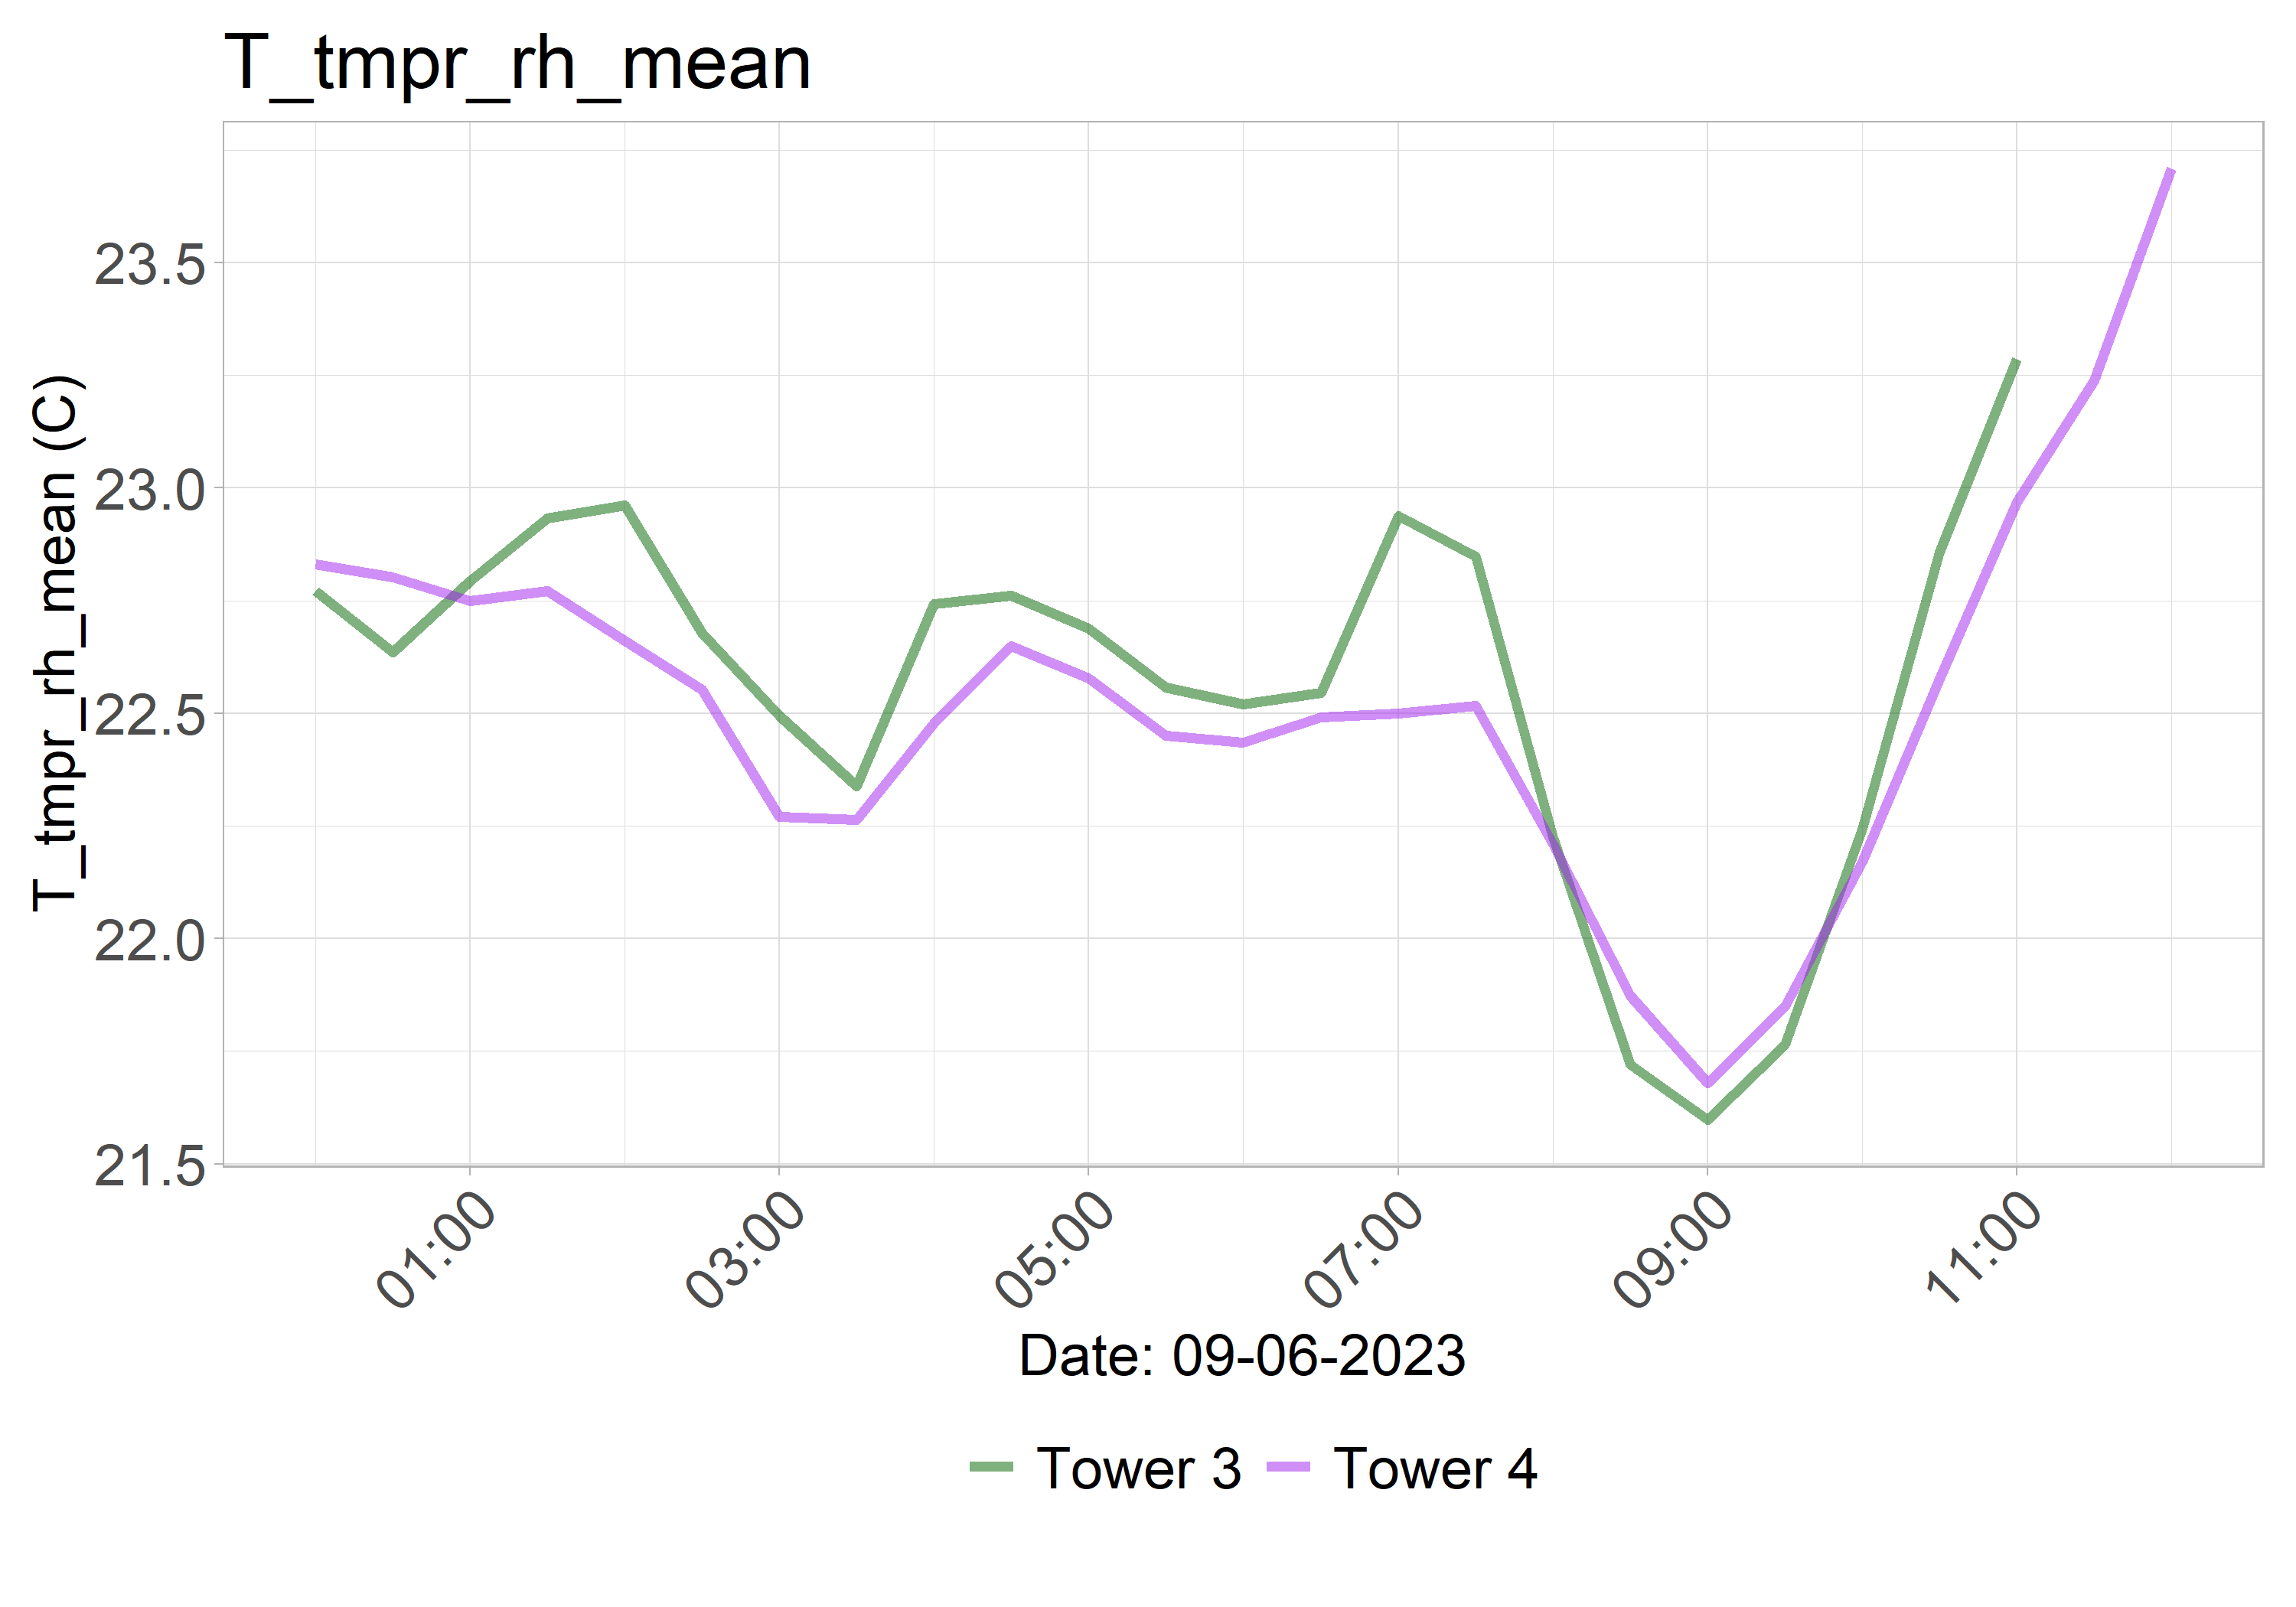 T_tmpr_rh_mean
T_tmpr_rh_mean (C)
23.5
23.0
22.5
22.0
21.5
01:00
03:00
05:00
07:00
09:00
11:00
Date: 09-06-2023
Tower 3
Tower 4